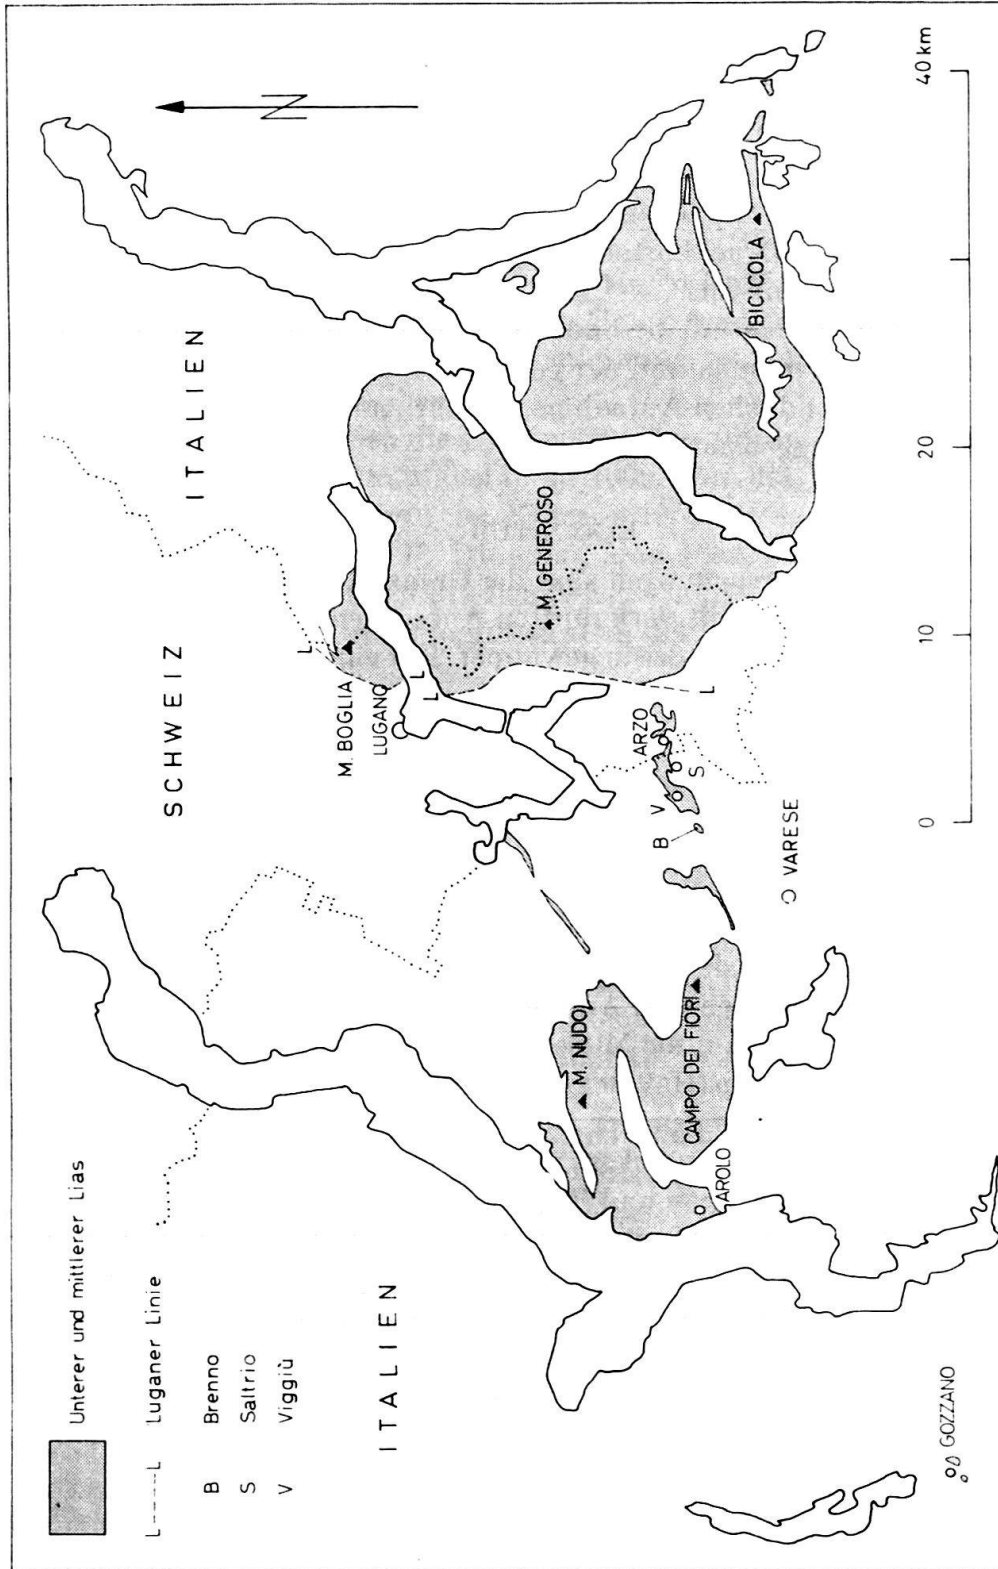 Unterer und mittlerer Lias
L----L Luganer Linie
B Brenno
S Saltrio
V Viggiù
ITALIEN
SCHWEIZ
ITALIEN
N
L
M. BOGLIA
LUGANO
L
L
M. GENEROSO
L
ARZO
V
S
B
VARESE
M. NUDO
CAMPO DEI FIORI
AROLO
GOZZANO
BICICOLA
0 10 20 40 km